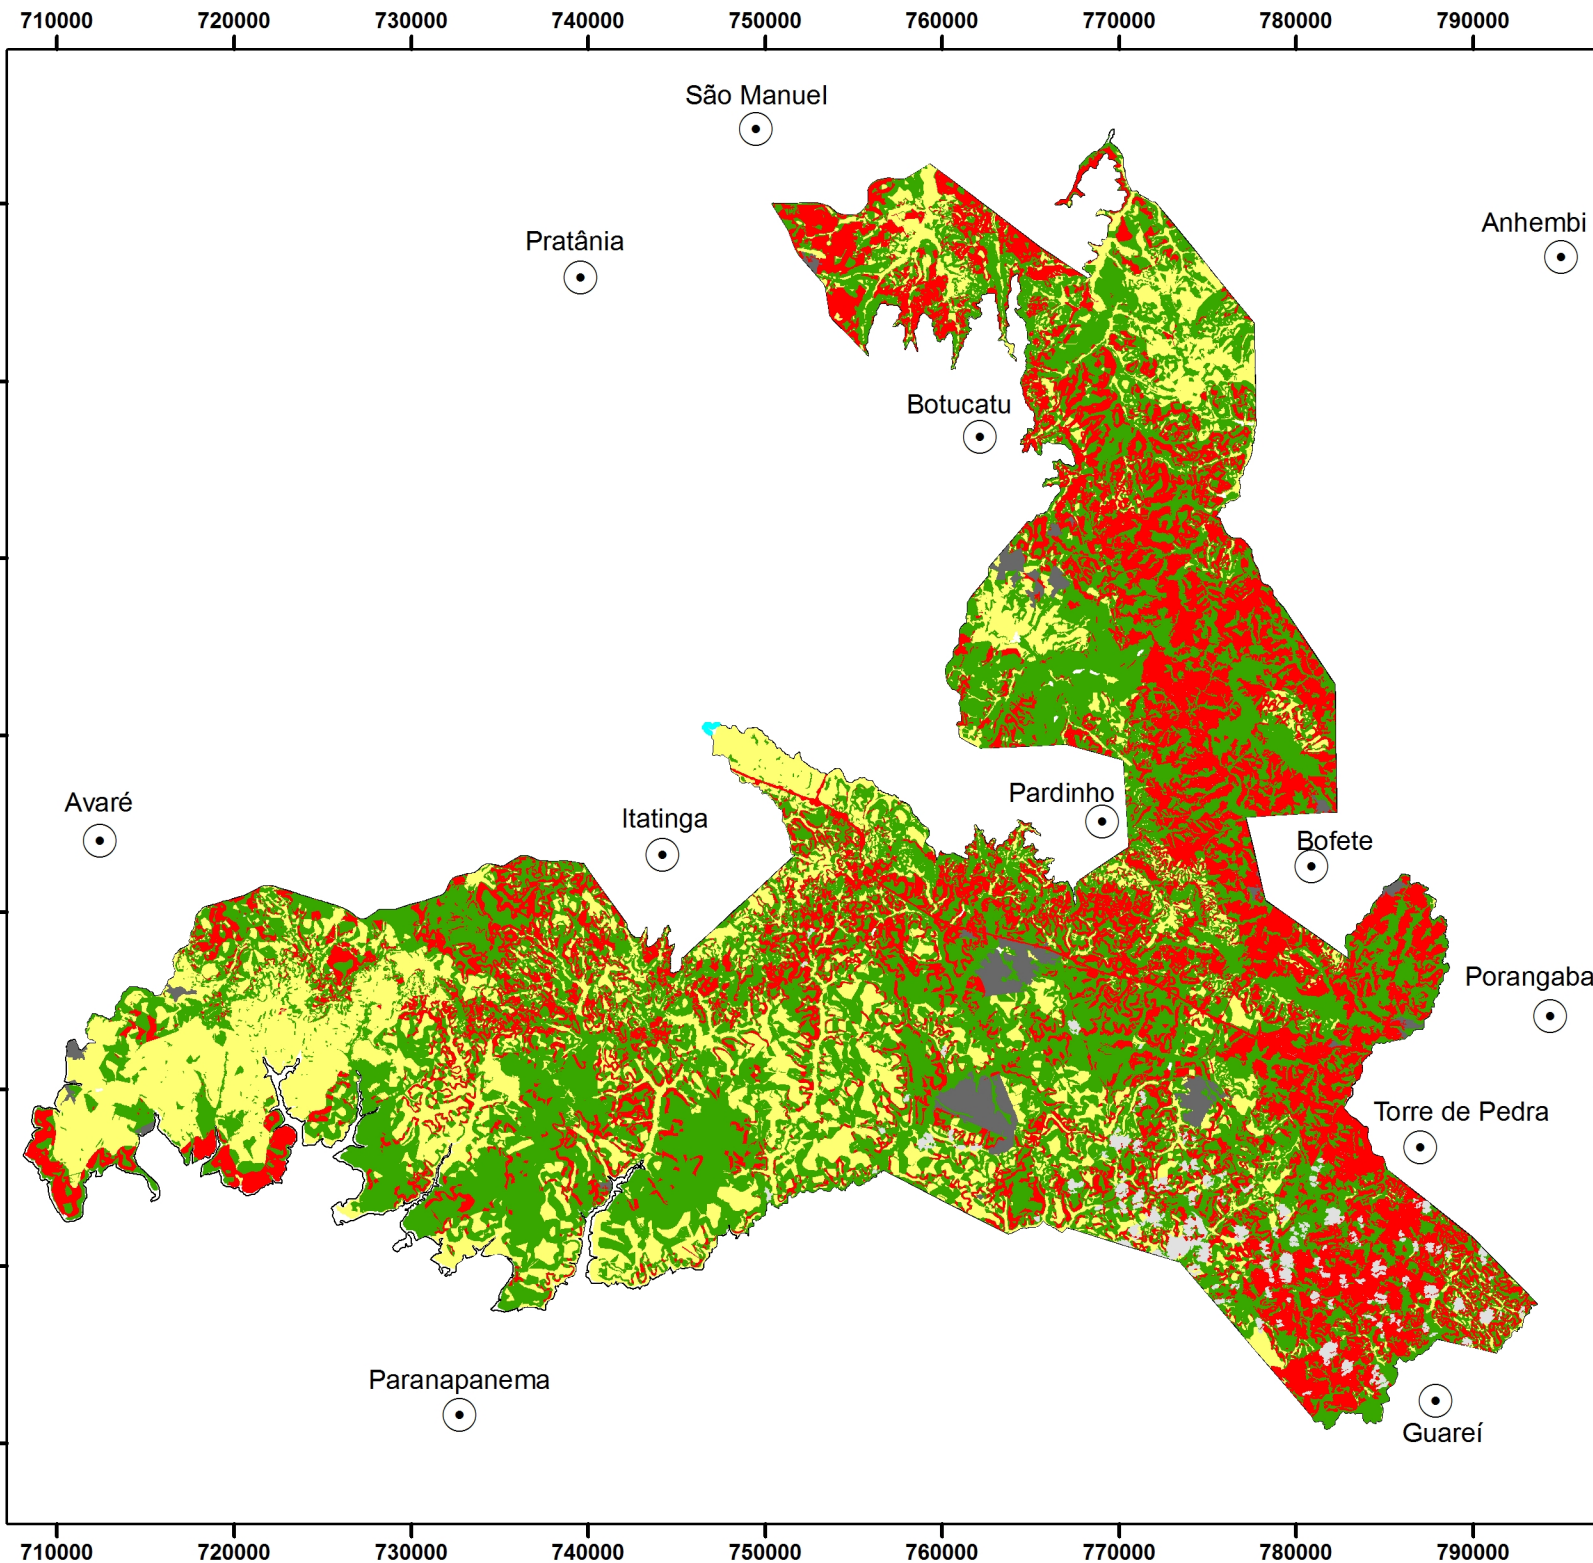 710000 720000 730000 740000 750000 760000 770000 780000 790000
São Manuel
Anhembi
Pratânia
Botucatu
Pardinho
Avaré
Itatinga
Bofete
Porangaba
Torre de Pedra
Paranapanema
Guareí
710000 720000 730000 740000 750000 760000 770000 780000 790000